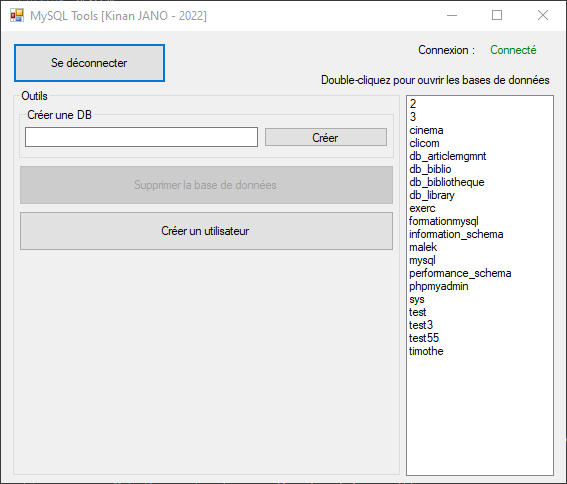 MySQL Tools [Kinan JANO - 2022]
Se déconnecter
Connexion : Connecté
Double-cliquez pour ouvrir les bases de données
Outils
Créer une DB
Créer
Supprimer la base de données
Créer un utilisateur
2
3
cinema
clicom
db_articlemgmnt
db_biblio
db_bibliotheque
db_library
exerc
formationmysql
information_schema
malek
mysql
performance_schema
phpmyadmin
sys
test
test3
test55
timothe